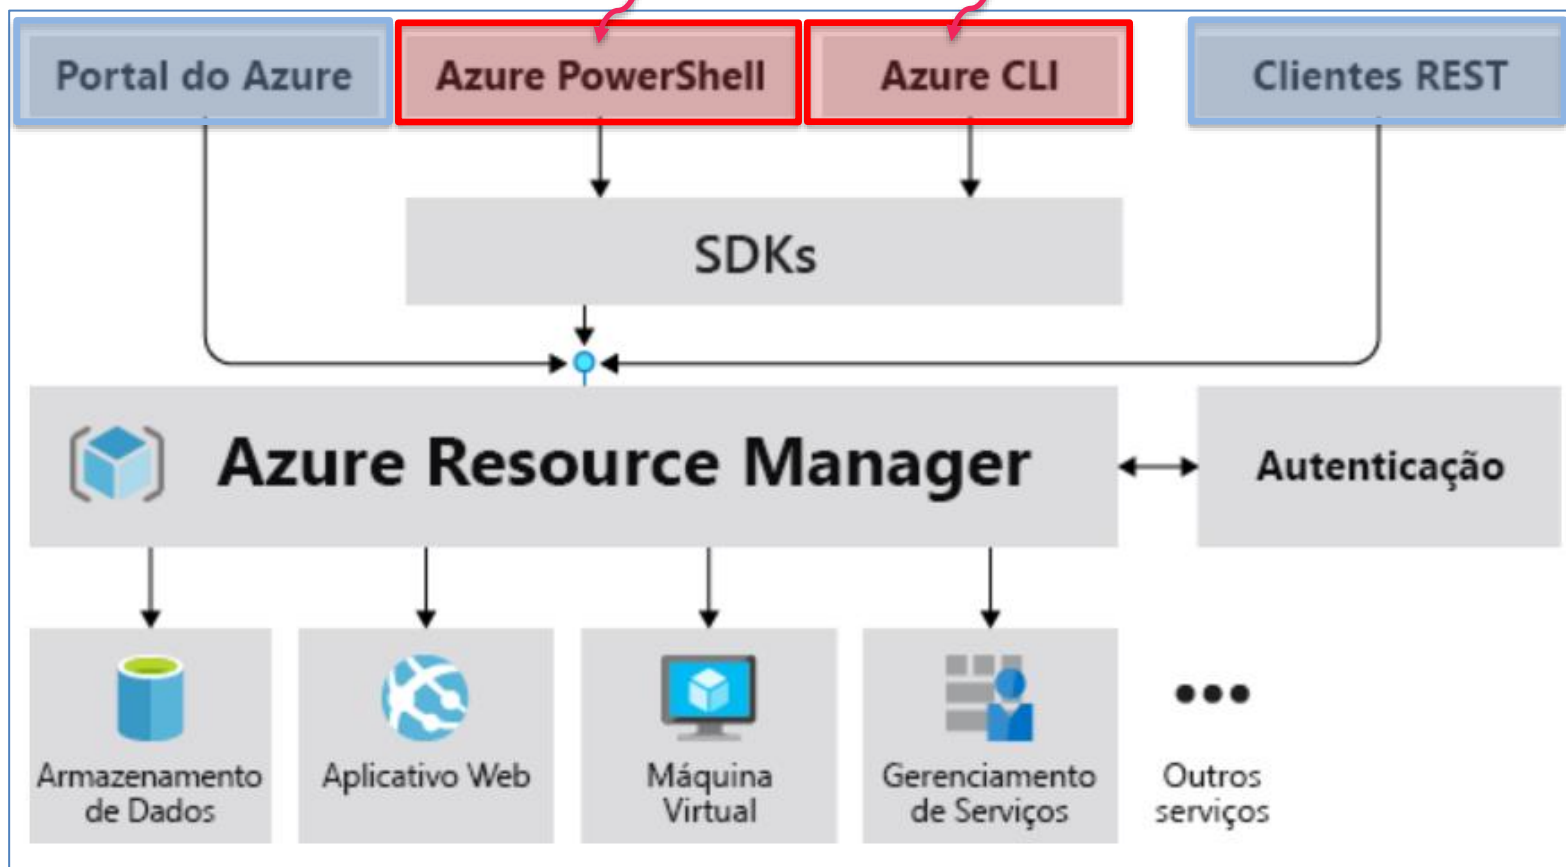 Portal do Azure
Azure PowerShell
Azure CLI
Clientes REST
SDKs
Azure Resource Manager
Autenticação
Armazenamento
de Dados
Aplicativo Web
Máquina
Virtual
Gerenciamento
de Serviços
Outros
serviços